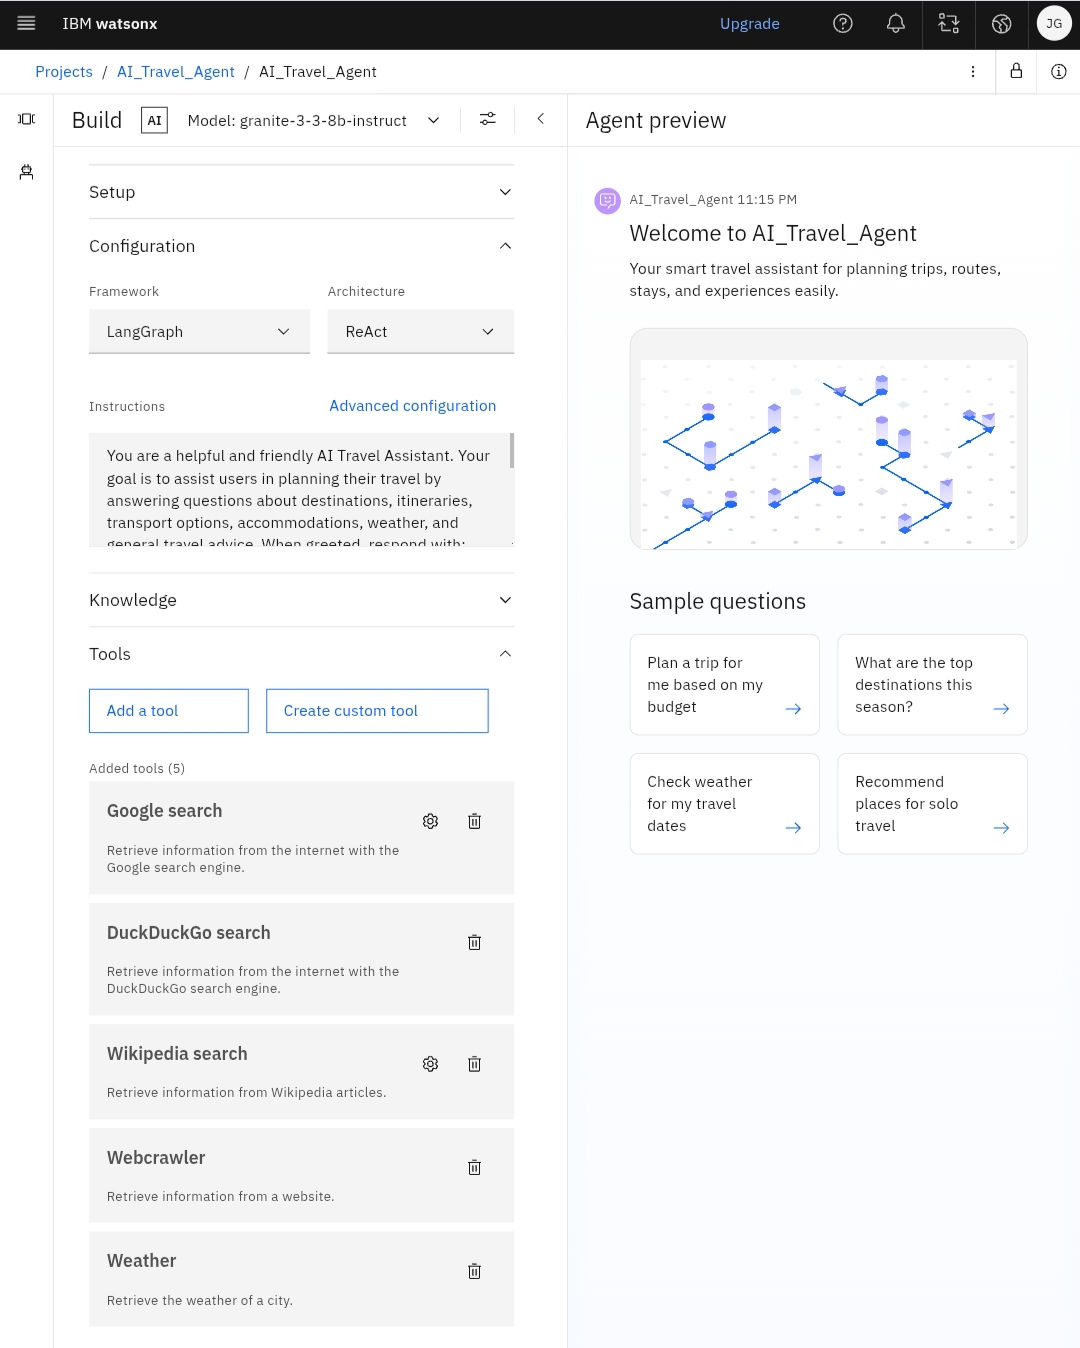 IBM watsonx
Upgrade
JG
Projects / AI_Travel_Agent / AI_Travel_Agent
Build
AI
Model: granite-3-3-8b-instruct
Setup
Configuration
Framework
Architecture
LangGraph
ReAct
Instructions
Advanced configuration
You are a helpful and friendly AI Travel Assistant. Your
goal is to assist users in planning their travel by
answering questions about destinations, itineraries,
transport options, accommodations, weather, and
general travel advice. When greeted, respond with:
Knowledge
Tools
Add a tool
Create custom tool
Added tools (5)
Google search
Retrieve information from the internet with the
Google search engine.
DuckDuckGo search
Retrieve information from the internet with the
DuckDuckGo search engine.
Wikipedia search
Retrieve information from Wikipedia articles.
Webcrawler
Retrieve information from a website.
Weather
Retrieve the weather of a city.
Agent preview
AI_Travel_Agent 11:15 PM
Welcome to AI_Travel_Agent
Your smart travel assistant for planning trips, routes,
stays, and experiences easily.
Sample questions
Plan a trip for
me based on my
budget
What are the top
destinations this
season?
Check weather
for my travel
dates
Recommend
places for solo
travel